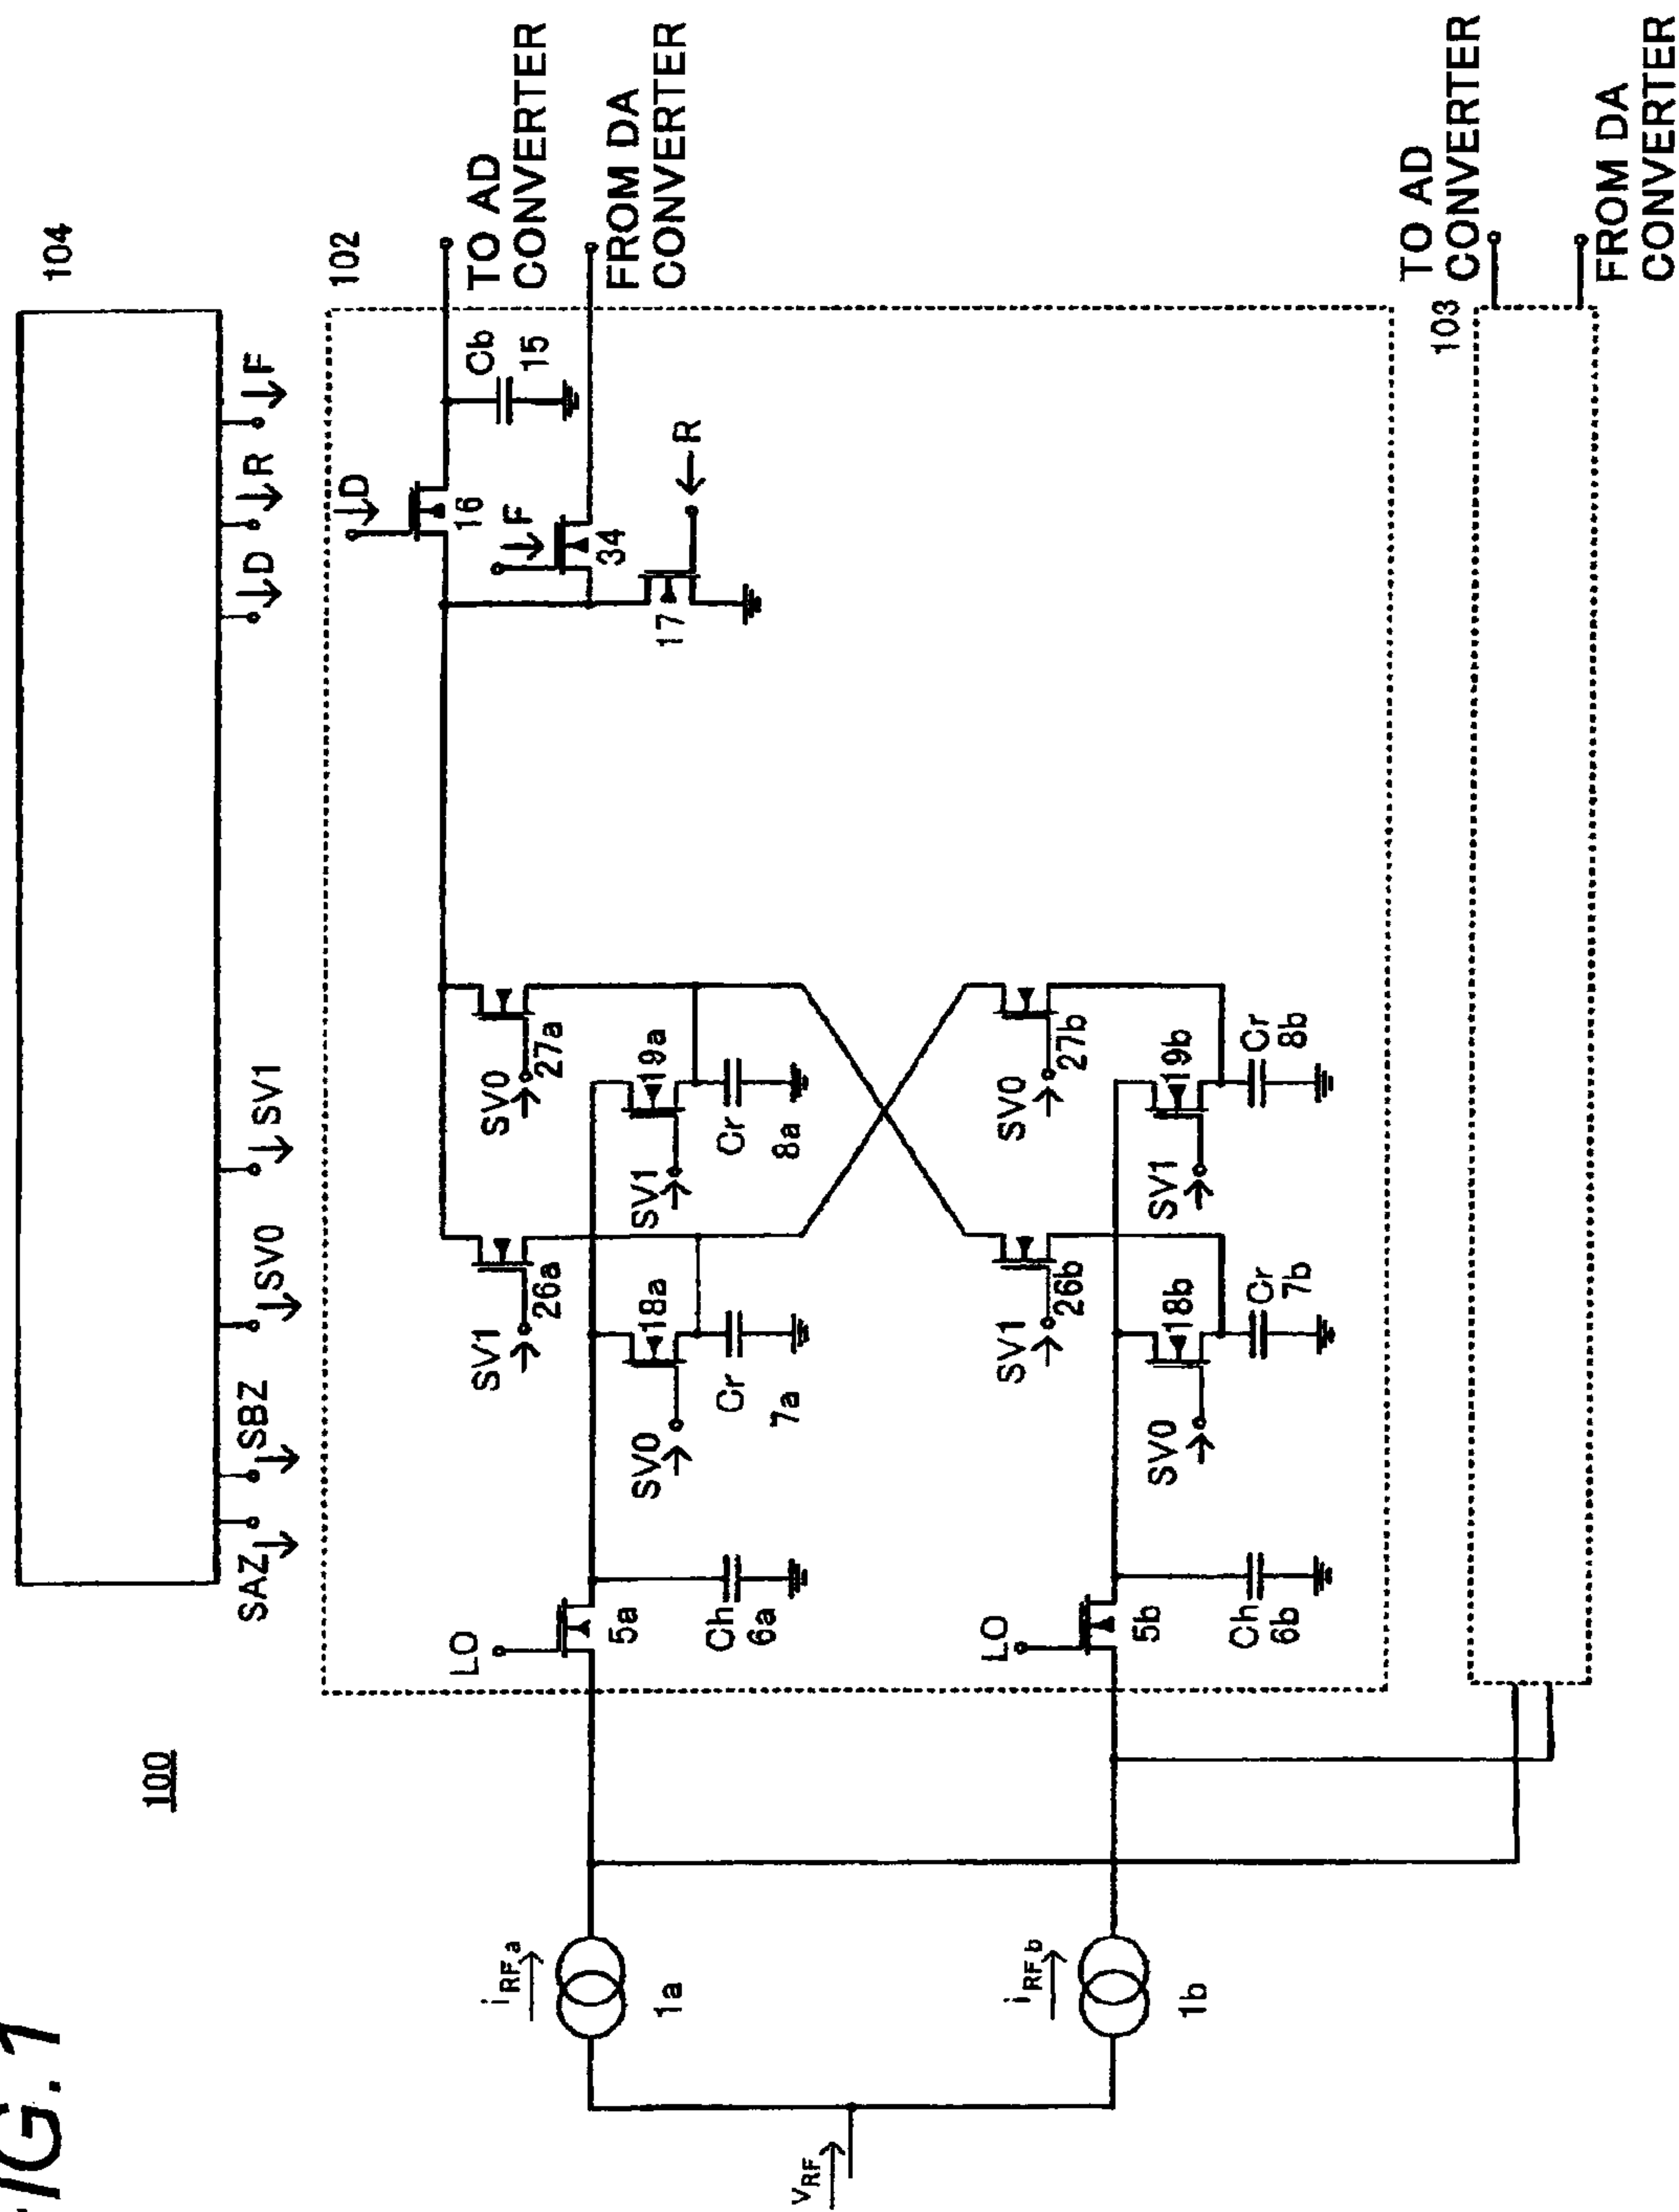 FIG.1
100
104
SAZ
SBZ
SV0
SV1
D
R
F
102
TO AD
CONVERTER
FROM DA
CONVERTER
D
16
Cb
15
F
34
R
17
SV1
26a
SV0
27a
LO
5a
Ch
6a
SV0
18a
Cr
7a
SV1
19a
Cr
8a
iRFa
1a
vRF
SV1
26b
SV0
27b
LO
5b
Ch
6b
SV0
18b
Cr
7b
SV1
19b
Cr
8b
iRFb
1b
103
TO AD
CONVERTER
FROM DA
CONVERTER